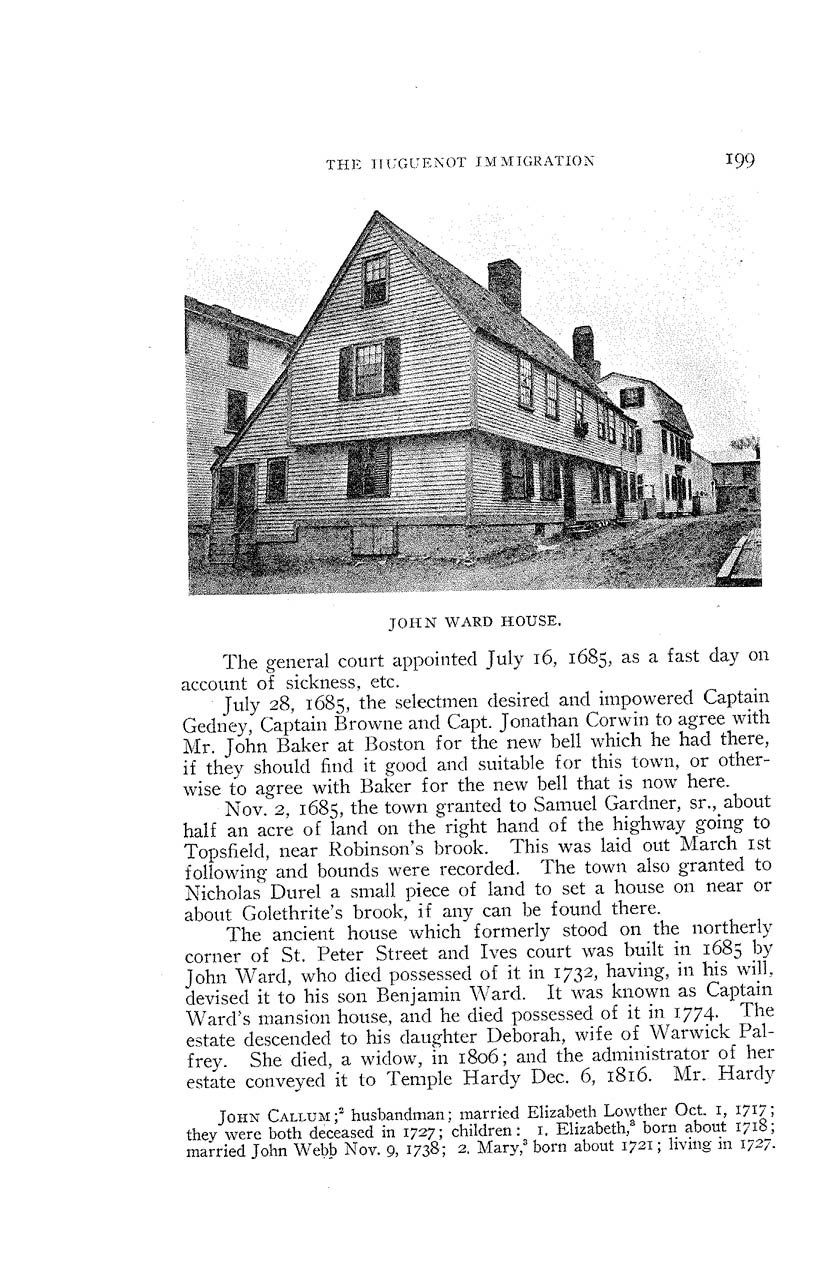 THE HUGUENOT IMMIGRATION 199
JOHN WARD HOUSE.
The general court appointed July 16, 1685, as a fast day on
account of sickness, etc.
July 28, 1685, the selectmen desired and impowered Captain
Gedney, Captain Browne and Capt. Jonathan Corwin to agree with
Mr. John Baker at Boston for the new bell which he had there,
if they should find it good and suitable for this town, or other-
wise to agree with Baker for the new bell that is now here.
Nov. 2, 1685, the town granted to Samuel Gardner, sr., about
half an acre of land on the right hand of the highway going to
Topsfield, near Robinson's brook. This was laid out March 1st
following and bounds were recorded. The town also granted to
Nicholas Durel a small piece of land to set a house on near or
about Golethrite's brook, if any can be found there.
The ancient house which formerly stood on the northerly
corner of St. Peter Street and Ives court was built in 1685 by
John Ward, who died possessed of it in 1732, having, in his will,
devised it to his son Benjamin Ward. It was known as Captain
Ward's mansion house, and he died possessed of it in 1774. The
estate descended to his daughter Deborah, wife of Warwick Pal-
frey. She died, a widow, in 1806; and the administrator of her
estate conveyed it to Temple Hardy Dec. 6, 1816. Mr. Hardy
JOHN CALLUM;² husbandman; married Elizabeth Lowther Oct. 1, 1717;
they were both deceased in 1727; children: 1. Elizabeth,³ born about 1718;
married John Webb Nov. 9, 1738; 2. Mary,³ born about 1721; living in 1727.